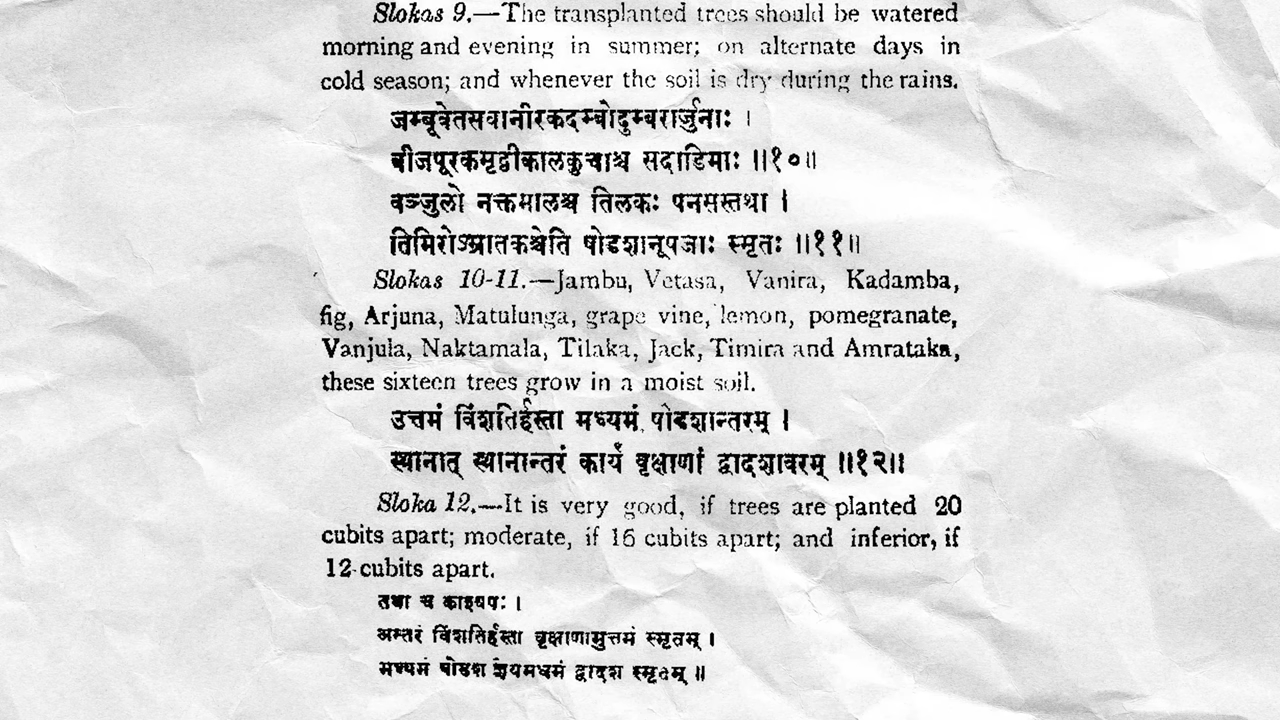 Slokas 9.—The transplanted trees should be watered
morning and evening in summer; on alternate days in
cold season; and whenever the soil is dry during the rains.
जम्बूवेतसवानीरकदम्बोदुम्बरार्जुनाः ।
बीजपूरकमृद्वीकालकुचाश्च सदाडिमाः ॥१०॥
वञ्जुलो नक्तमालश्च तिलकः पनसस्तथा ।
तिमिरोऽम्रातकश्चेति षोडशानूपजाः स्मृतः ॥११॥
Slokas 10-11.—Jambu, Vetasa, Vanira, Kadamba,
fig, Arjuna, Matulunga, grape vine, lemon, pomegranate,
Vanjula, Naktamala, Tilaka, Jack, Timira and Amrataka,
these sixteen trees grow in a moist soil.
उत्तमं विंशतिर्हस्ता मध्यमं षोडशान्तरम् ।
स्थानात् स्थानान्तरं कार्यं वृक्षाणां द्वादशावरम् ॥१२॥
Sloka 12.—It is very good, if trees are planted 20
cubits apart; moderate, if 16 cubits apart; and inferior, if
12 cubits apart.
तथा च काश्यपः ।
अन्तरं विंशतिर्हस्ता वृक्षाणामुत्तमं स्मृतम् ।
मध्यमं षोडश ज्ञेयमधमं द्वादश स्मृतम् ॥